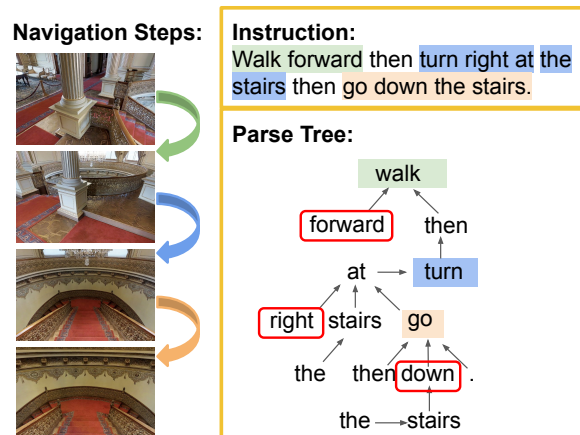 Navigation Steps:
Instruction:
Walk forward then turn right at the
stairs then go down the stairs.
Parse Tree:
walk
forward then
at turn
right stairs go
the then down .
the stairs